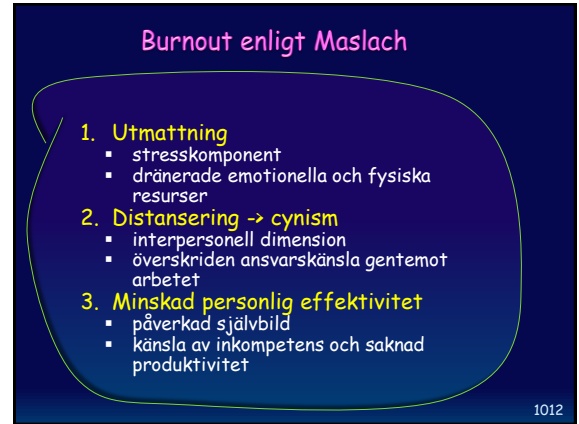 Burnout enligt Maslach
1. Utmattning
▪ stresskomponent
▪ dränerade emotionella och fysiska
resurser
2. Distansering -> cynism
▪ interpersonell dimension
▪ överskriden ansvarskänsla gentemot
arbetet
3. Minskad personlig effektivitet
▪ påverkad självbild
▪ känsla av inkompetens och saknad
produktivitet
1012